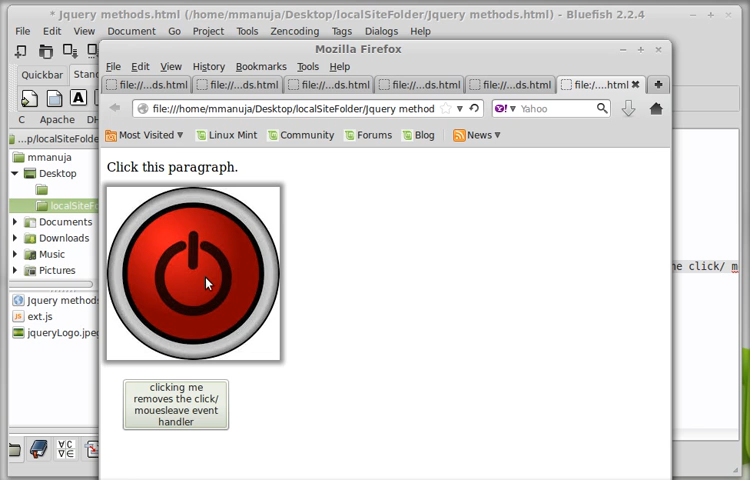 * Jquery methods.html (/home/mmanuja/Desktop/localSiteFolder/Jquery methods.html) - Bluefish 2.2.4
File Edit View Document Go Project Tools Zencoding Tags Dialogs Help
Mozilla Firefox
File Edit View History Bookmarks Tools Help
Quickbar
file://...ds.html
file://...ds.html
file://...ds.html
file://...ds.html
file://...ds.html
file:/....html
file:///home/mmanuja/Desktop/localSiteFolder/Jquery method
Yahoo
C Apache
Most Visited
Linux Mint
Community
Forums
Blog
News
...p/localSiteFolde
mmanuja
Desktop
localSiteFo
Documents
Downloads
Music
Pictures
Jquery methods
ext.js
jqueryLogo.jpe
Click this paragraph.
clicking me
removes the click/
mouesleave event
handler
he click/ m